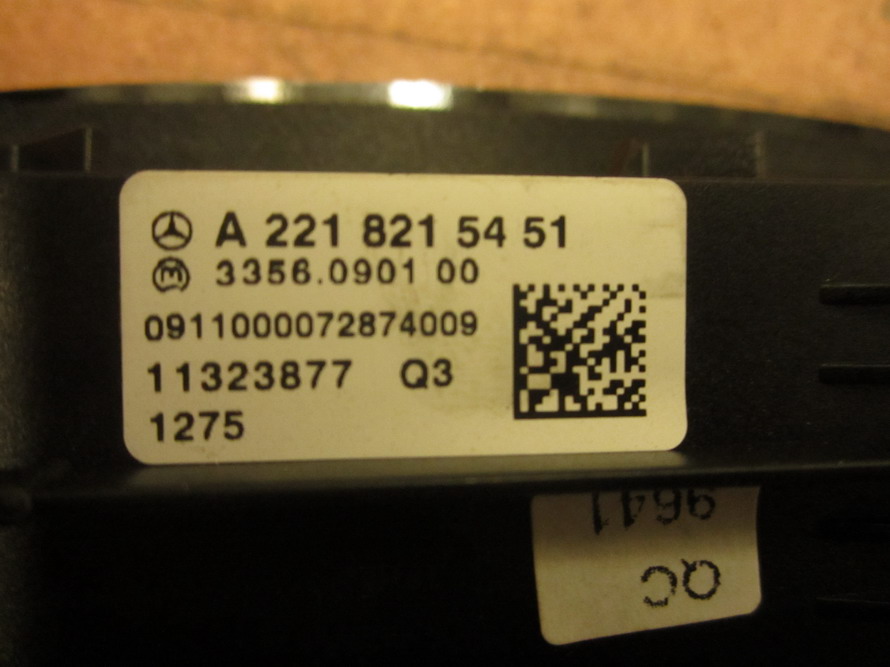 A 221 821 54 51
3356.0901 00
0911000072874009
11323877 Q3
1275
9641
QC